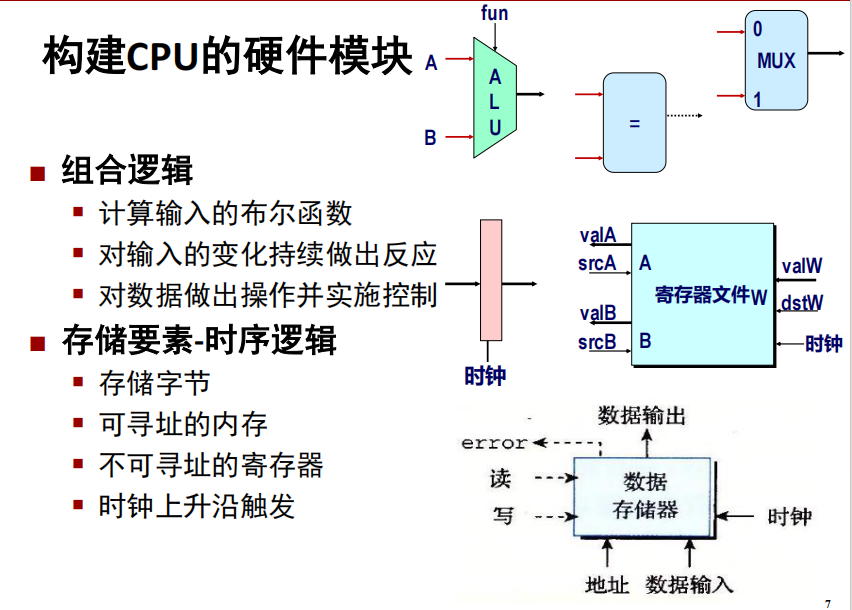 构建CPU的硬件模块
组合逻辑
计算输入的布尔函数
对输入的变化持续做出反应
对数据做出操作并实施控制
存储要素-时序逻辑
存储字节
可寻址的内存
不可寻址的寄存器
时钟上升沿触发
fun
A
B
A
L
U
=
0
MUX
1
时钟
valA
srcA
A
valB
srcB
B
寄存器文件W
valW
dstW
时钟
数据输出
error
读
写
数据
存储器
时钟
地址 数据输入
7